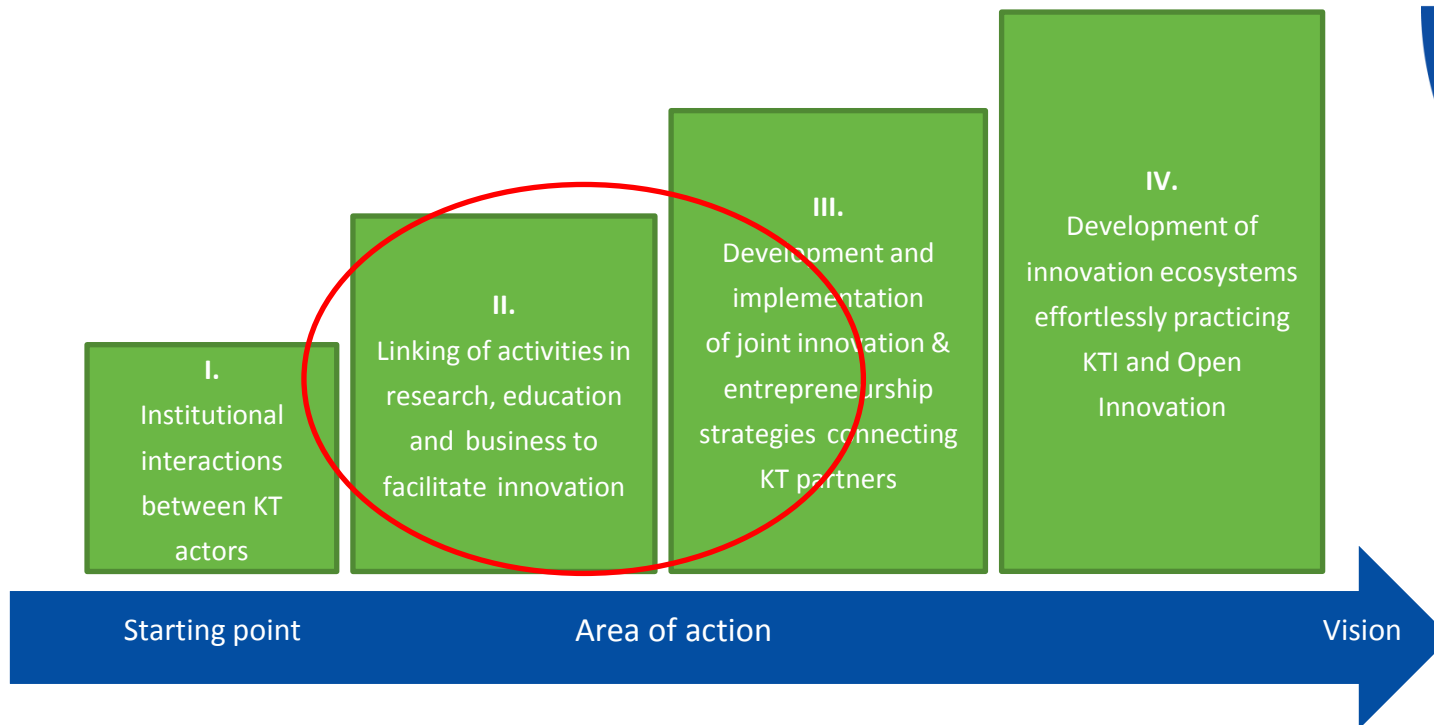 I.
Institutional
interactions
between KT
actors
II.
Linking of activities in
research, education
and business to
facilitate innovation
III.
Development and
implementation
of joint innovation &
entrepreneurship
strategies connecting
KT partners
IV.
Development of
innovation ecosystems
effortlessly practicing
KTI and Open
Innovation
Starting point
Area of action
Vision